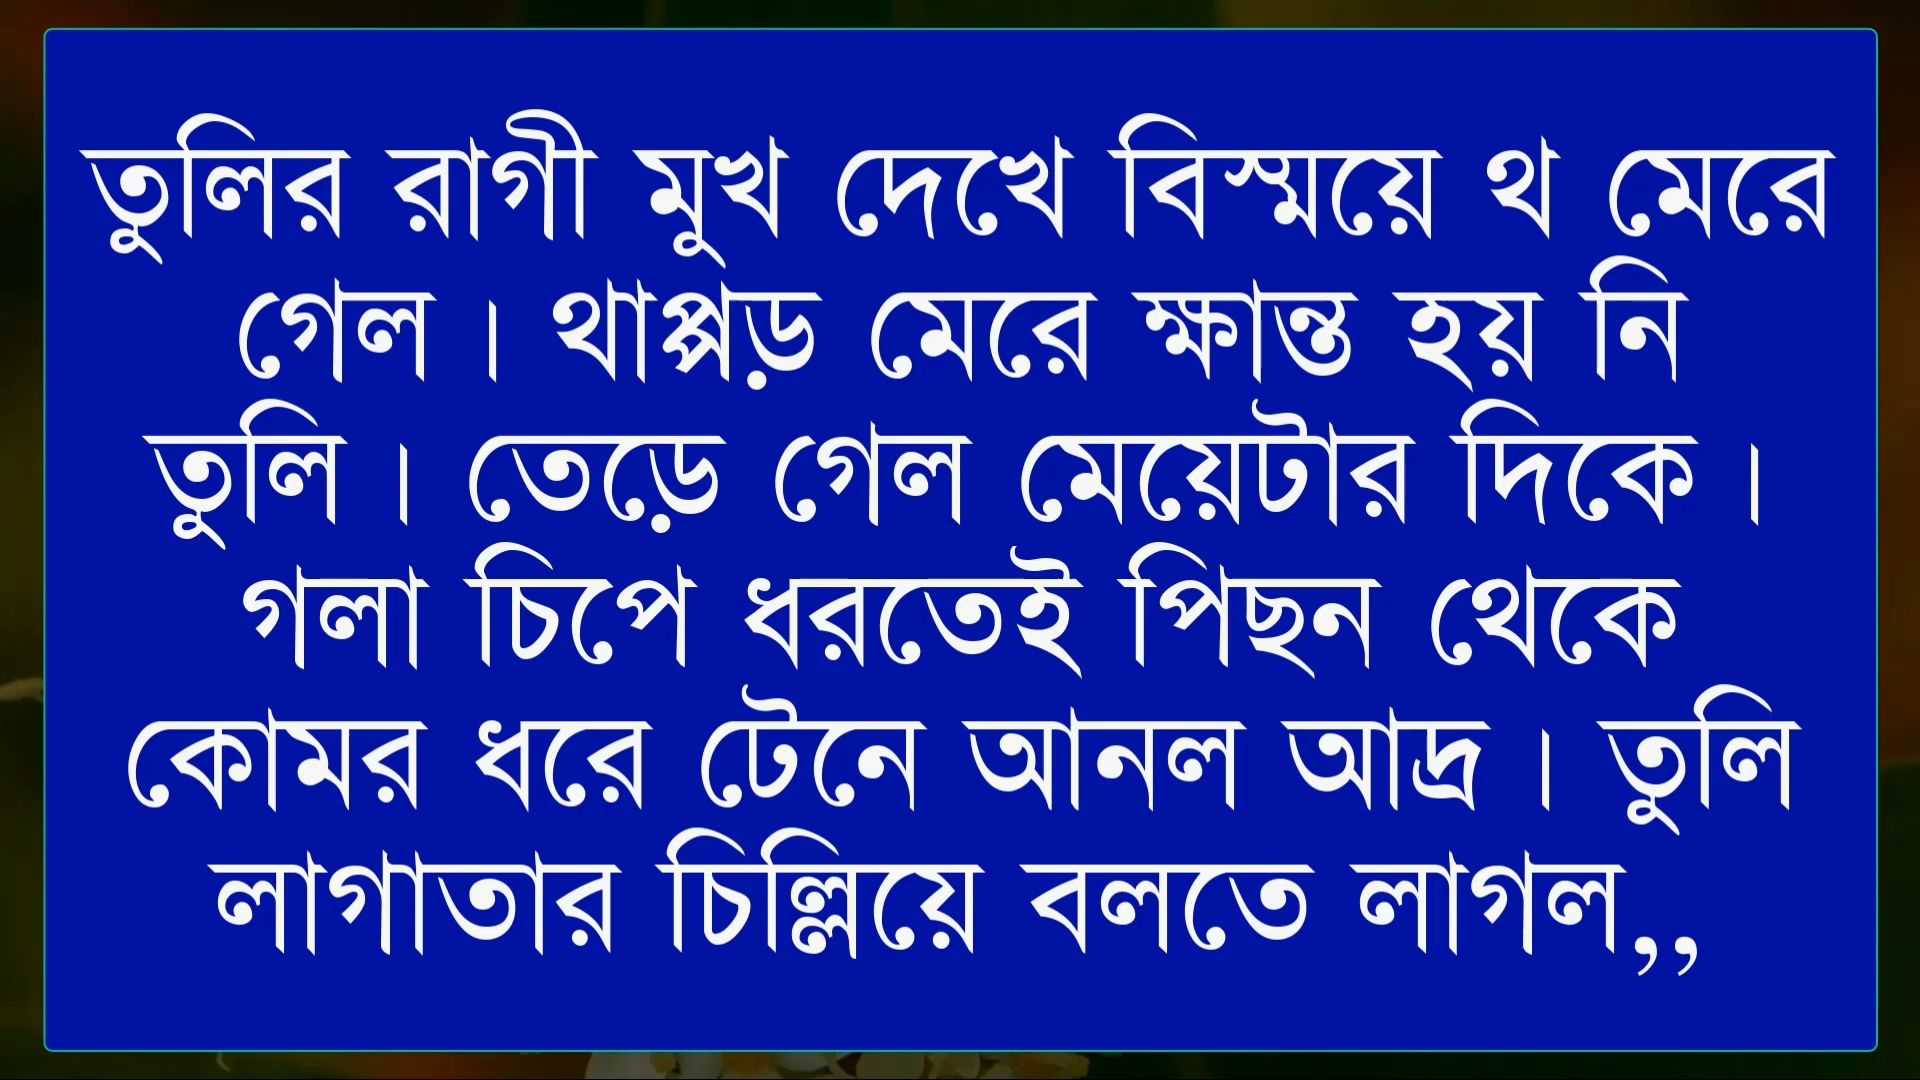 তুলির রাগী মুখ দেখে বিস্ময়ে থ মেরে
গেল । থাপ্পড় মেরে ক্ষান্ত হয় নি
তুলি । তেড়ে গেল মেয়েটার দিকে ।
গলা চিপে ধরতেই পিছন থেকে
কোমর ধরে টেনে আনল আদ্র । তুলি
লাগাতার চিল্লিয়ে বলতে লাগল,,